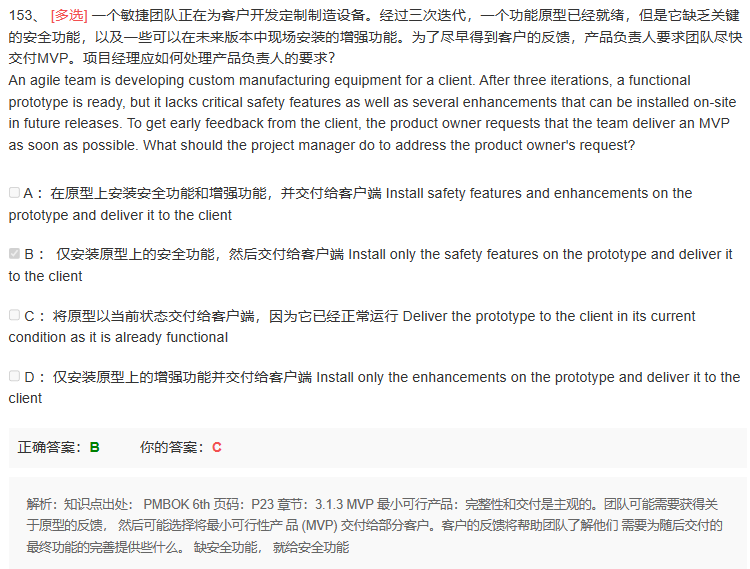 153、 [多选] 一个敏捷团队正在为客户开发定制制造设备。经过三次迭代，一个功能原型已经就绪，但是它缺乏关键
的安全功能，以及一些可以在未来版本中现场安装的增强功能。为了尽早得到客户的反馈，产品负责人要求团队尽快
交付MVP。项目经理应如何处理产品负责人的要求？
An agile team is developing custom manufacturing equipment for a client. After three iterations, a functional
prototype is ready, but it lacks critical safety features as well as several enhancements that can be installed on-site
in future releases. To get early feedback from the client, the product owner requests that the team deliver an MVP
as soon as possible. What should the project manager do to address the product owner's request?
A： 在原型上安装安全功能和增强功能，并交付给客户端 Install safety features and enhancements on the
prototype and deliver it to the client
B： 仅安装原型上的安全功能，然后交付给客户端 Install only the safety features on the prototype and deliver it
to the client
C： 将原型以当前状态交付给客户端，因为它已经正常运行 Deliver the prototype to the client in its current
condition as it is already functional
D： 仅安装原型上的增强功能并交付给客户端 Install only the enhancements on the prototype and deliver it to the
client
正确答案：B 你的答案：C
解析：知识点出处： PMBOK 6th 页码：P23 章节：3.1.3 MVP 最小可行产品：完整性和交付是主观的。团队可能需要获得关
于原型的反馈， 然后可能选择将最小可行性产 品 (MVP) 交付给部分客户。客户的反馈将帮助团队了解他们 需要为随后交付的
最终功能的完善提供些什么。 缺安全功能， 就给安全功能